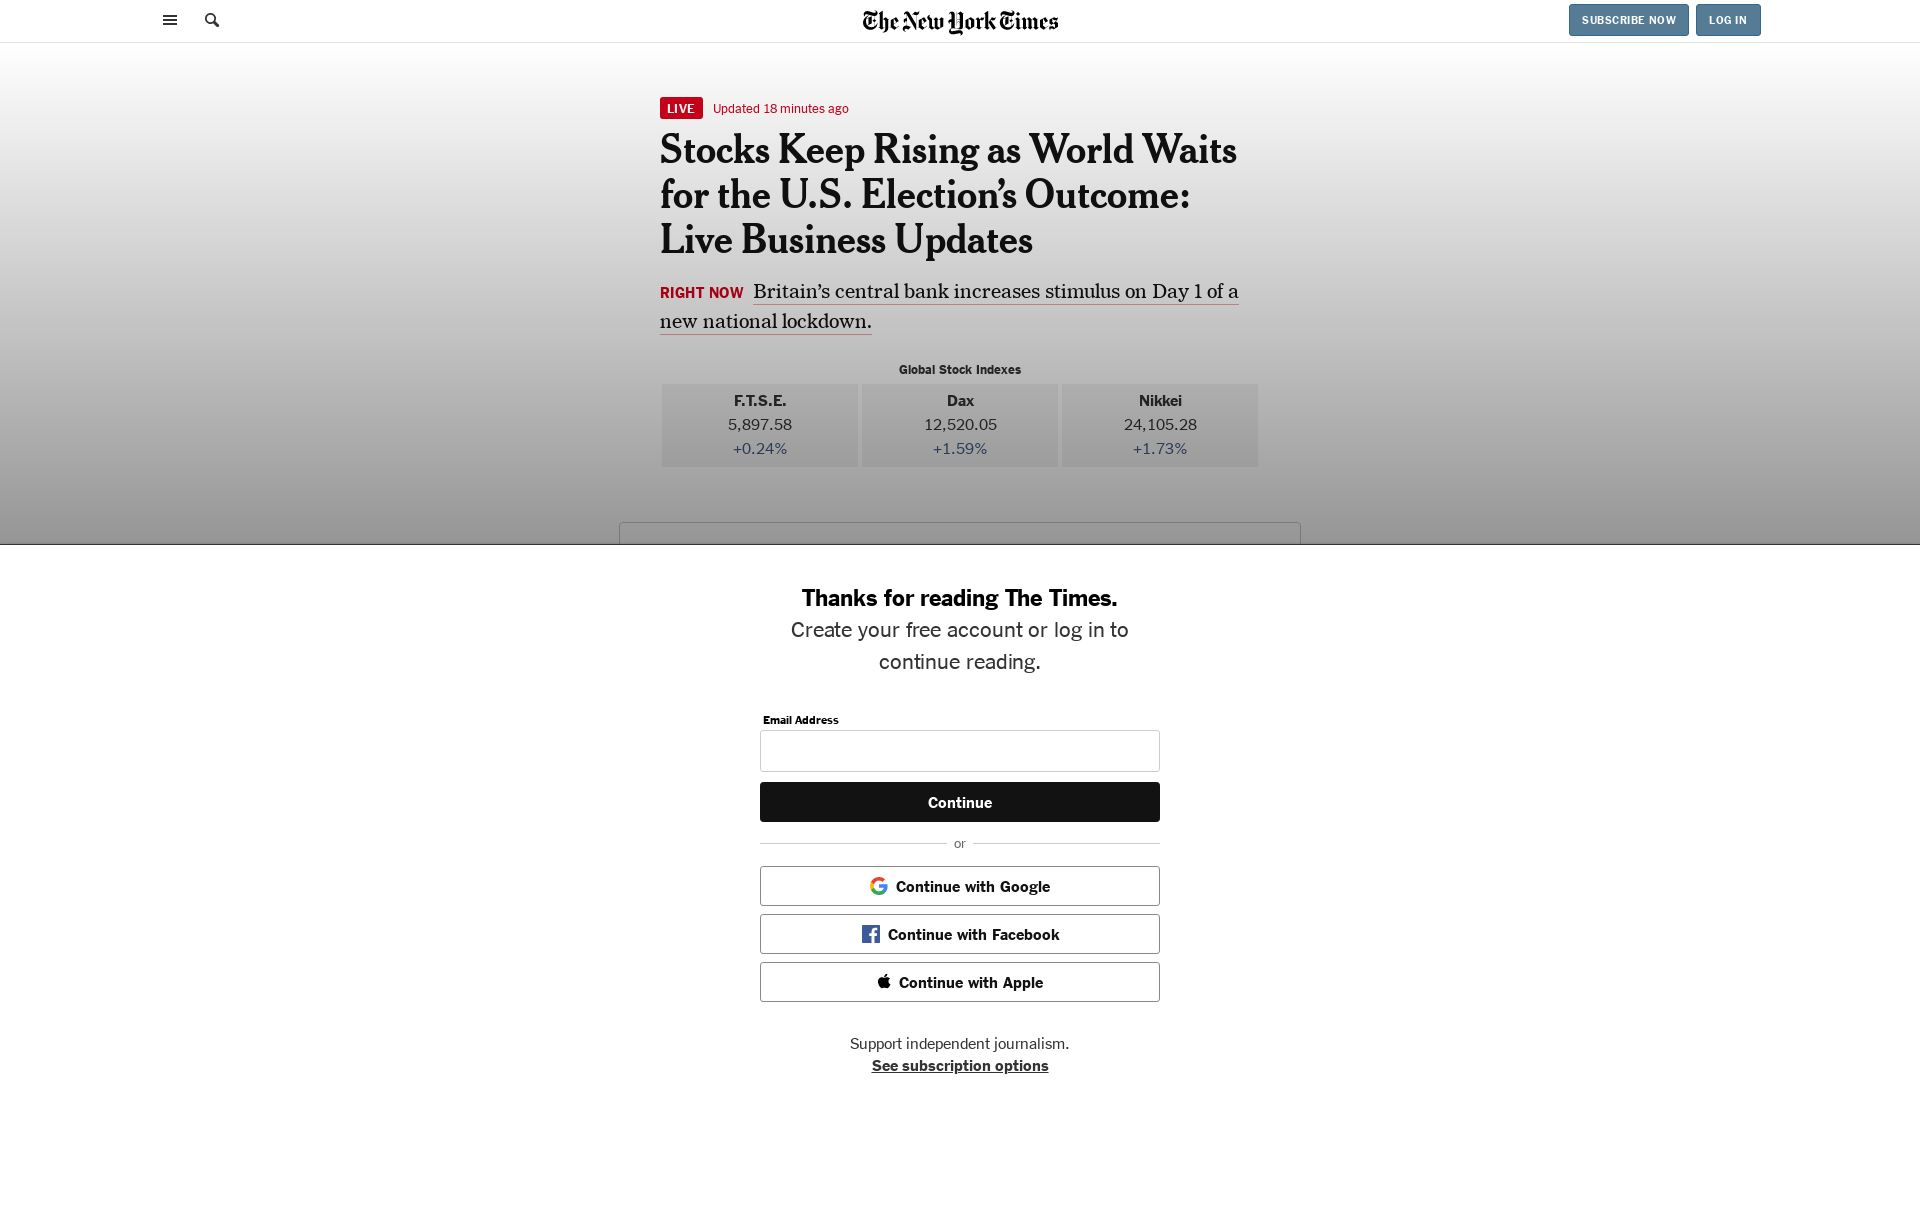 The New York Times
SUBSCRIBE NOW
LOG IN
LIVE
Updated 18 minutes ago
Stocks Keep Rising as World Waits
for the U.S. Election’s Outcome:
Live Business Updates
RIGHT NOW Britain’s central bank increases stimulus on Day 1 of a
new national lockdown.
Global Stock Indexes
F.T.S.E.
5,897.58
+0.24%
Dax
12,520.05
+1.59%
Nikkei
24,105.28
+1.73%
Thanks for reading The Times.
Create your free account or log in to
continue reading.
Email Address
Continue
or
Continue with Google
Continue with Facebook
Continue with Apple
Support independent journalism.
See subscription options